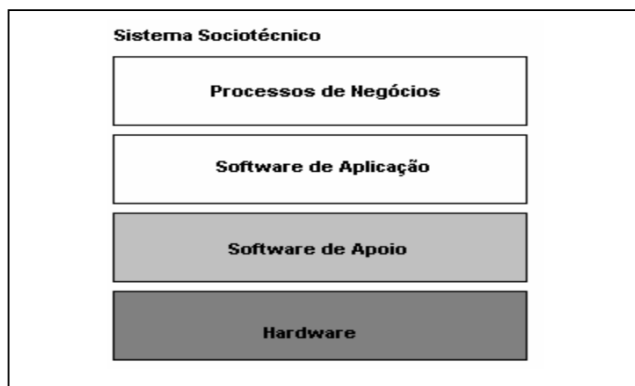 Sistema Sociotécnico
Processos de Negócios
Software de Aplicação
Software de Apoio
Hardware